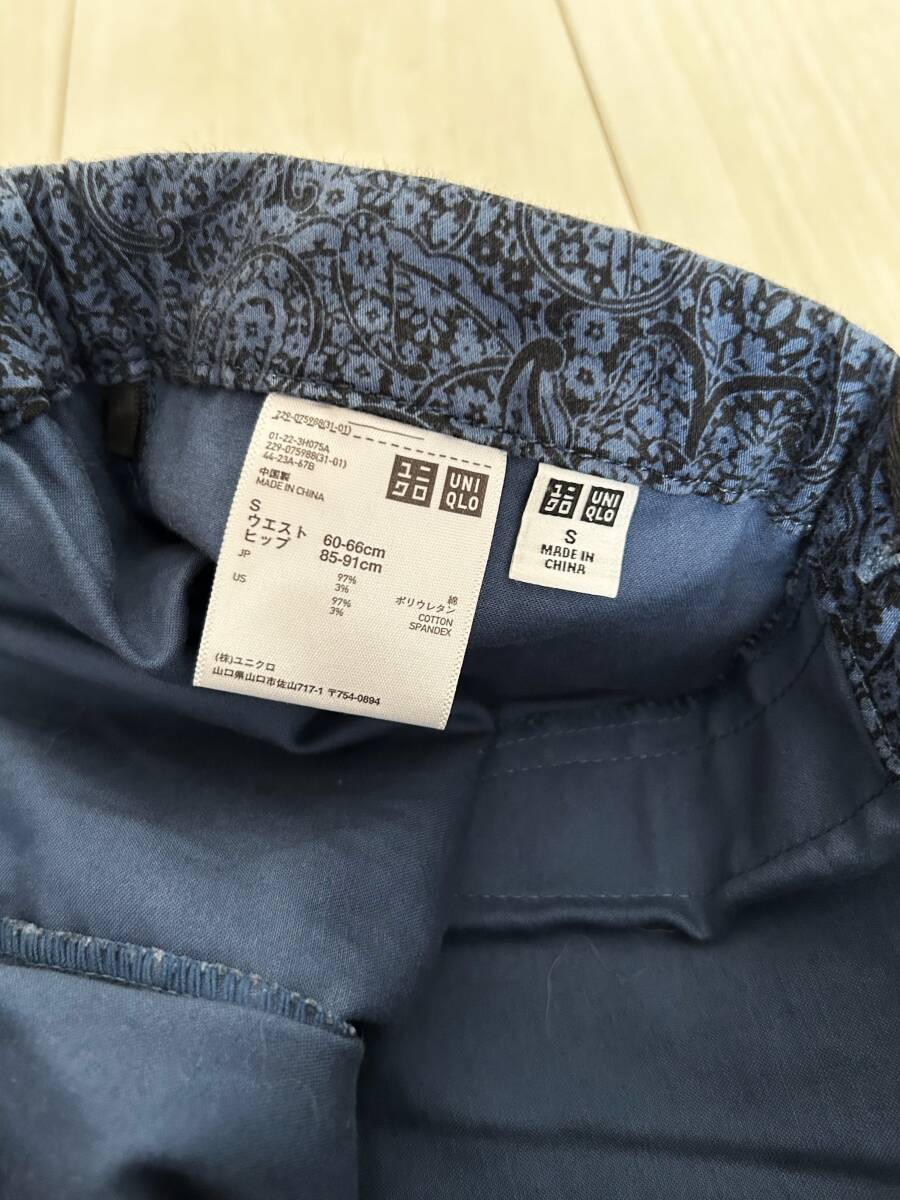 229-075988(31-01)
01-22-3H075A
229-075988(31-01)
44-23A-67B
ユニ
クロ
UNI
QLO
中国製
MADE IN CHINA
S
ウエスト 60-66cm
ヒップ 85-91cm
JP 97% 綿
3% ポリウレタン
US 97% COTTON
3% SPANDEX
(株)ユニクロ
山口県山口市佐山717-1 〒754-0894
ユニ
クロ
UNI
QLO
S
MADE IN
CHINA